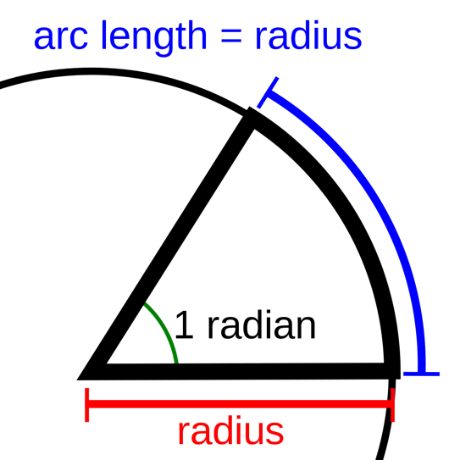 arc length = radius
1 radian
radius